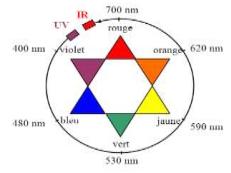 700 nm
IR
UV
rouge
400 nm
violet
orange
620 nm
480 nm
bleu
jaune
590 nm
vert
530 nm